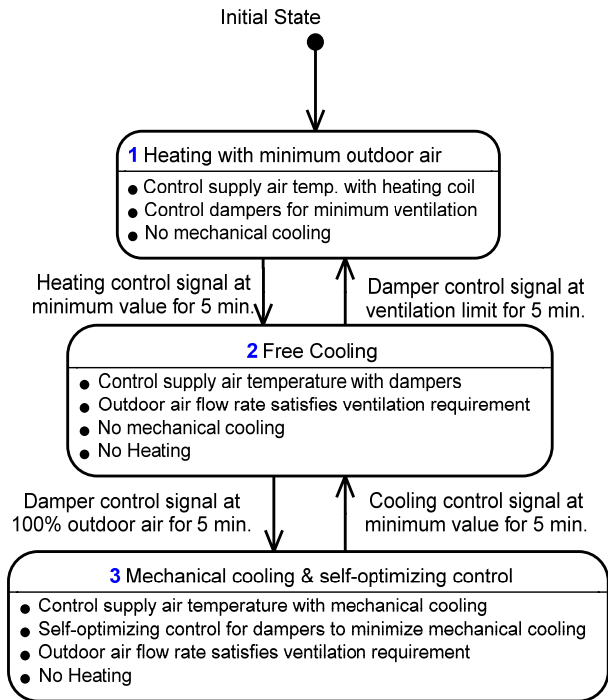 Initial State
1 Heating with minimum outdoor air
● Control supply air temp. with heating coil
● Control dampers for minimum ventilation
● No mechanical cooling
Heating control signal at
minimum value for 5 min.
Damper control signal at
ventilation limit for 5 min.
2 Free Cooling
● Control supply air temperature with dampers
● Outdoor air flow rate satisfies ventilation requirement
● No mechanical cooling
● No Heating
Damper control signal at
100% outdoor air for 5 min.
Cooling control signal at
minimum value for 5 min.
3 Mechanical cooling & self-optimizing control
● Control supply air temperature with mechanical cooling
● Self-optimizing control for dampers to minimize mechanical cooling
● Outdoor air flow rate satisfies ventilation requirement
● No Heating